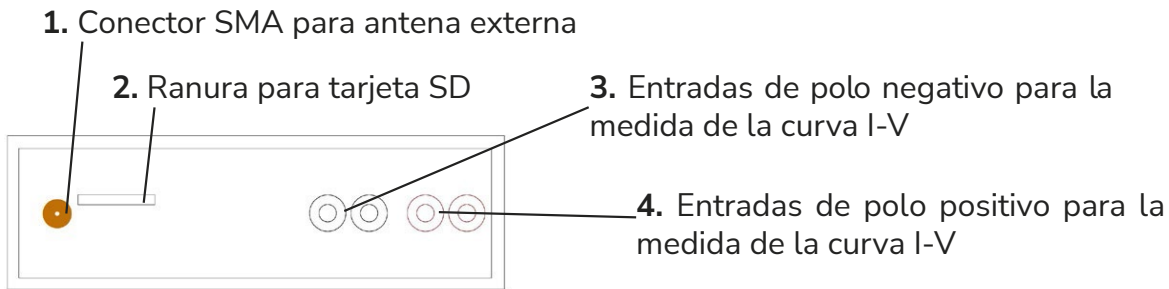 1. Conector SMA para antena externa
2. Ranura para tarjeta SD
3. Entradas de polo negativo para la
medida de la curva I-V
4. Entradas de polo positivo para la
medida de la curva I-V